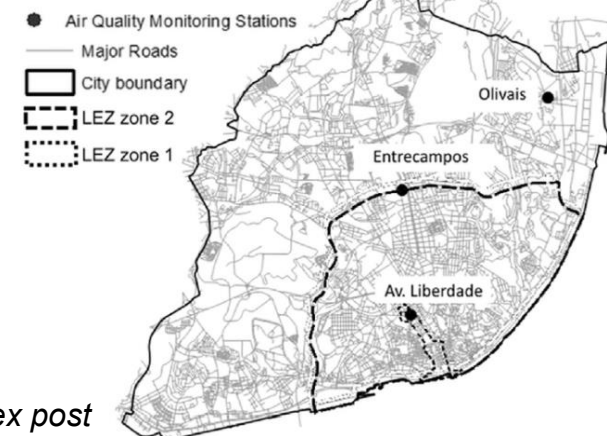 Air Quality Monitoring Stations
Major Roads
City boundary
LEZ zone 2
LEZ zone 1
Olivais
Entrecampos
Av. Liberdade
ex post